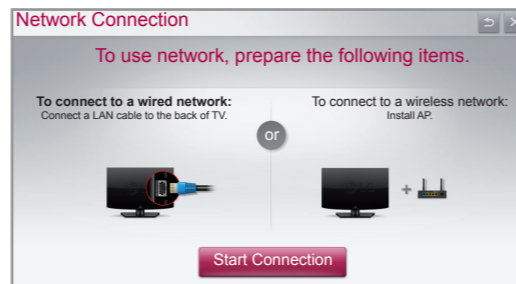 Network Connection
To use network, prepare the following items.
To connect to a wired network:
Connect a LAN cable to the back of TV.
or
To connect to a wireless network:
Install AP.
+
Start Connection